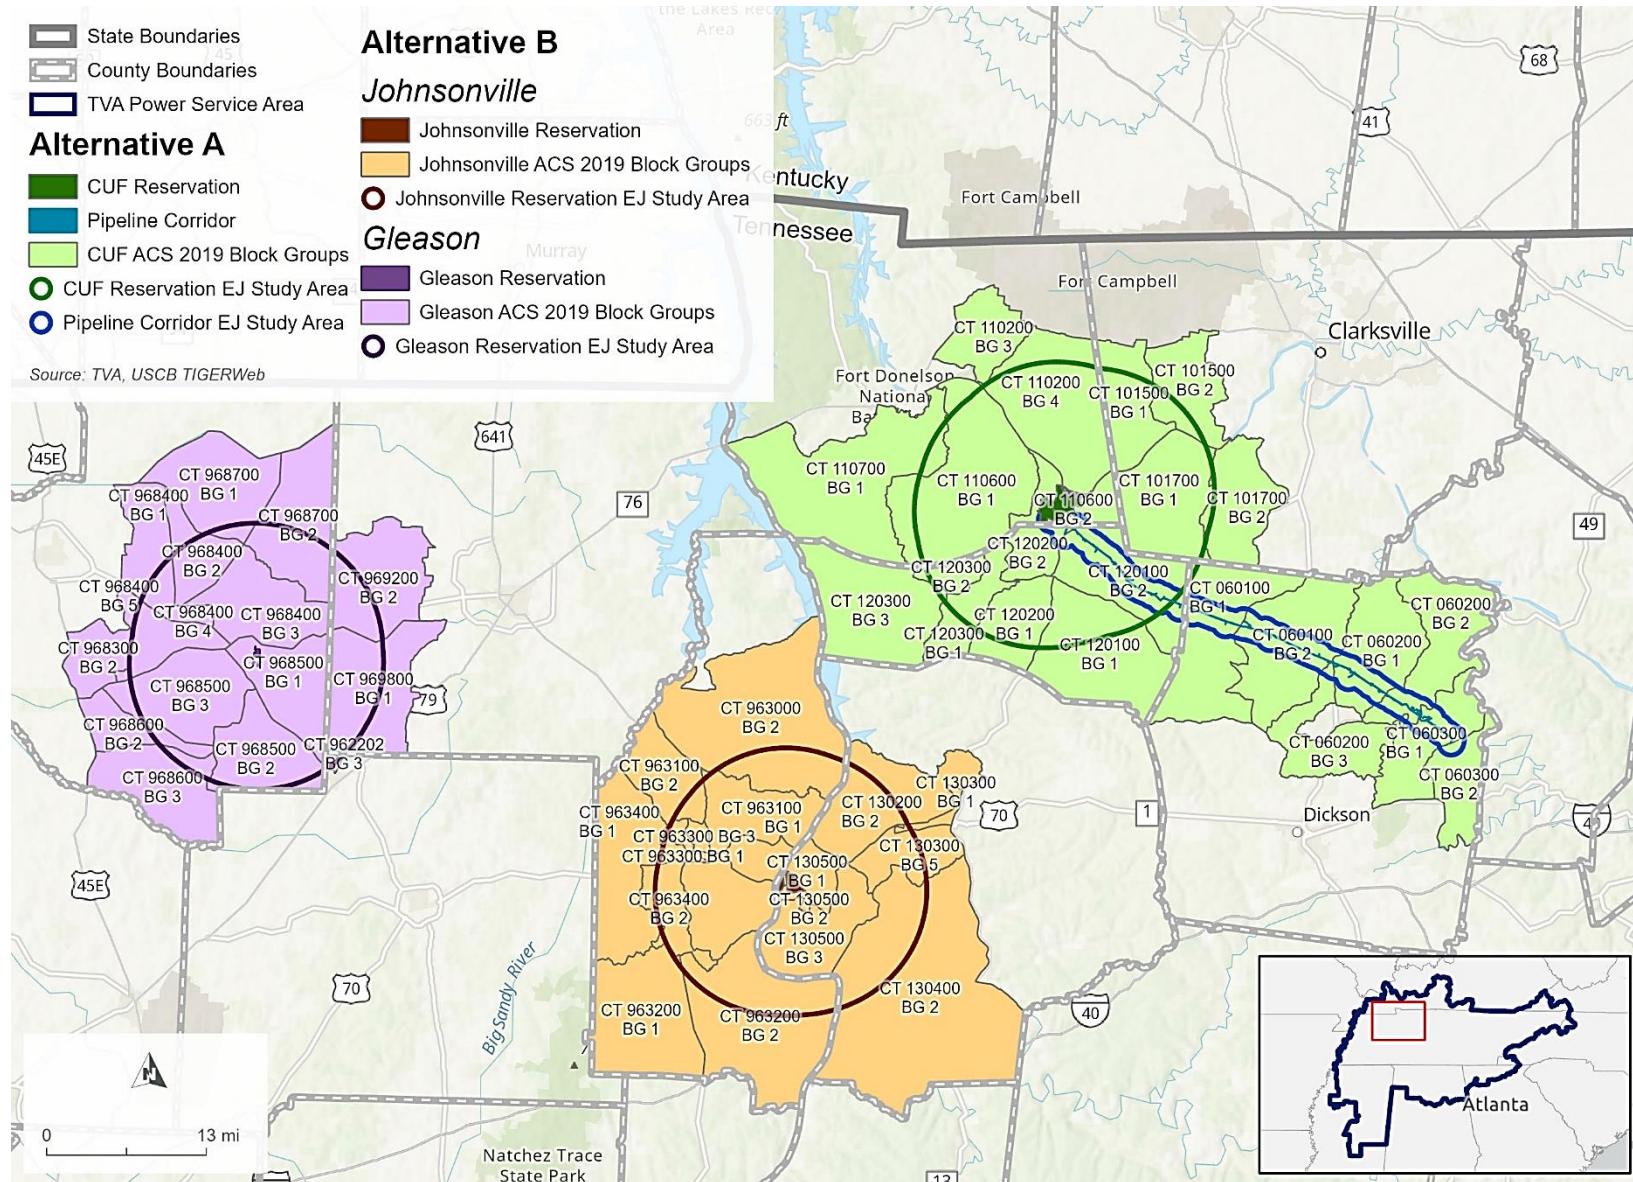 State Boundaries
County Boundaries
TVA Power Service Area
Alternative A
CUF Reservation
Pipeline Corridor
CUF ACS 2019 Block Groups
CUF Reservation EJ Study Area
Pipeline Corridor EJ Study Area
Source: TVA, USCB TIGERWeb
Alternative B
Johnsonville
Johnsonville Reservation
Johnsonville ACS 2019 Block Groups
Johnsonville Reservation EJ Study Area
Gleason
Gleason Reservation
Gleason ACS 2019 Block Groups
Gleason Reservation EJ Study Area
Murray
45
663 ft
Kentucky
Tennessee
68
41
Fort Campbell
Fort Campbell
Clarksville
Fort Donelson
National
CT 110200
BG 3
CT 110200
BG 4
CT 101500
BG 1
CT 101500
BG 2
CT 110700
BG 1
CT 110600
BG 1
CT 110600
BG 2
CT 101700
BG 1
CT 101700
BG 2
CT 120200
BG 2
CT 120300
BG 2
CT 120300
BG 3
CT 120200
BG 1
CT 120300
BG 1
CT 120100
BG 2
CT 120100
BG 1
CT 060100
BG 1
CT 060100
BG 2
CT 060200
BG 1
CT 060200
BG 2
CT 060200
BG 3
CT 060300
BG 1
CT 060300
BG 2
Dickson
49
1
70
40
45E
641
76
79
CT 968700
BG 1
CT 968400
BG 1
CT 968700
BG 2
CT 968400
BG 2
CT 969200
BG 2
CT 968400
BG 5
CT 968400
BG 4
CT 968400
BG 3
CT 968300
BG 2
CT 968500
BG 1
CT 968500
BG 3
CT 969800
BG 1
CT 968600
BG 2
CT 968500
BG 2
CT 962202
BG 3
CT 968600
BG 3
CT 963000
BG 2
CT 963100
BG 2
CT 963100
BG 1
CT 963400
BG 1
CT 963300 BG 3
CT 963300 BG 1
CT 130200
BG 2
CT 130300
BG 1
CT 130300
BG 5
CT 130500
BG 1
CT 130500
BG 2
CT 130500
BG 3
CT 963400
BG 2
CT 963200
BG 1
CT 963200
BG 2
CT 130400
BG 2
45E
70
Big Sandy River
Natchez Trace
State Park
13
N
0 13 mi
Atlanta